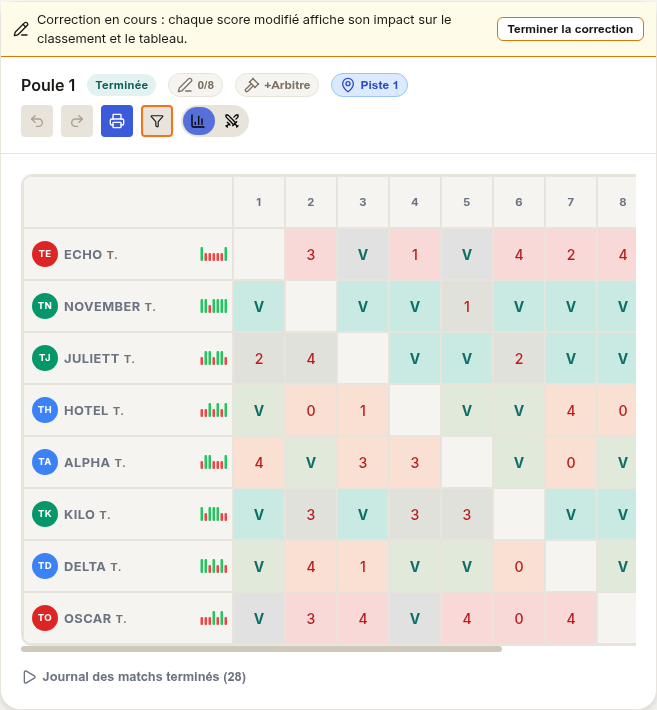 Correction en cours : chaque score modifié affiche son impact sur le
classement et le tableau.
Terminer la correction
Poule 1 Terminée 0/8 +Arbitre Piste 1
1 2 3 4 5 6 7 8
TE ECHO T. 3 V 1 V 4 2 4
TN NOVEMBER T. V V V 1 V V V
TJ JULIETT T. 2 4 V V 2 V V
TH HOTEL T. V 0 1 V V 4 0
TA ALPHA T. 4 V 3 3 V 0 V
TK KILO T. V 3 V 3 3 V V
TD DELTA T. V 4 1 V V 0 V
TO OSCAR T. V 3 4 V 4 0 4
Journal des matchs terminés (28)